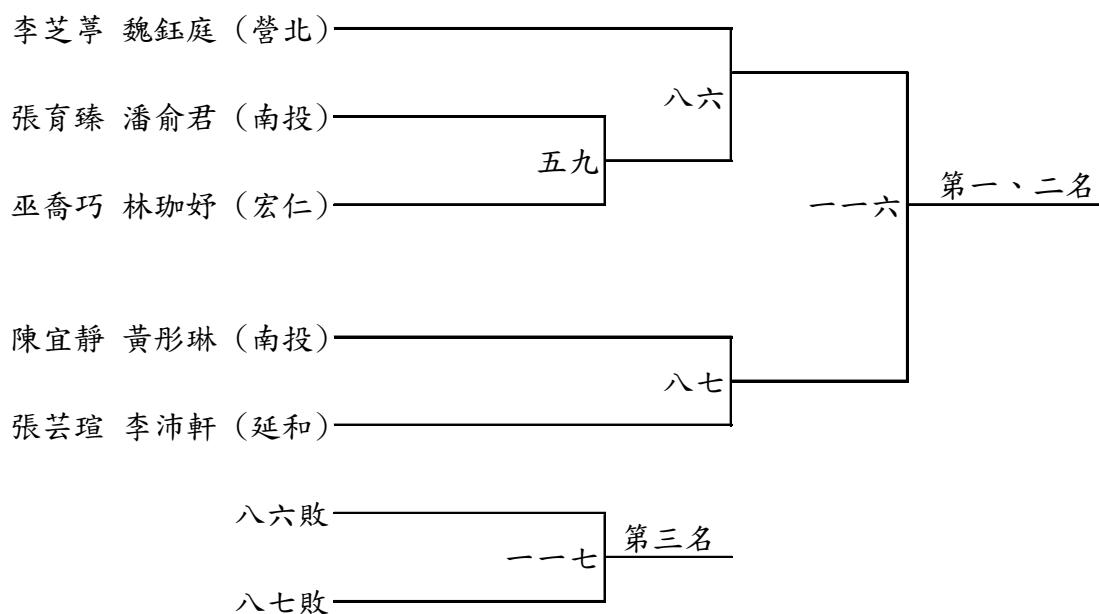 李芝葶 魏鈺庭（營北）
八六
張育臻 潘俞君（南投）
五九
巫喬巧 林珈妤（宏仁）
一一六
第一、二名
陳宜靜 黃彤琳（南投）
八七
張芸瑄 李沛軒（延和）
八六敗
一一七
第三名
八七敗